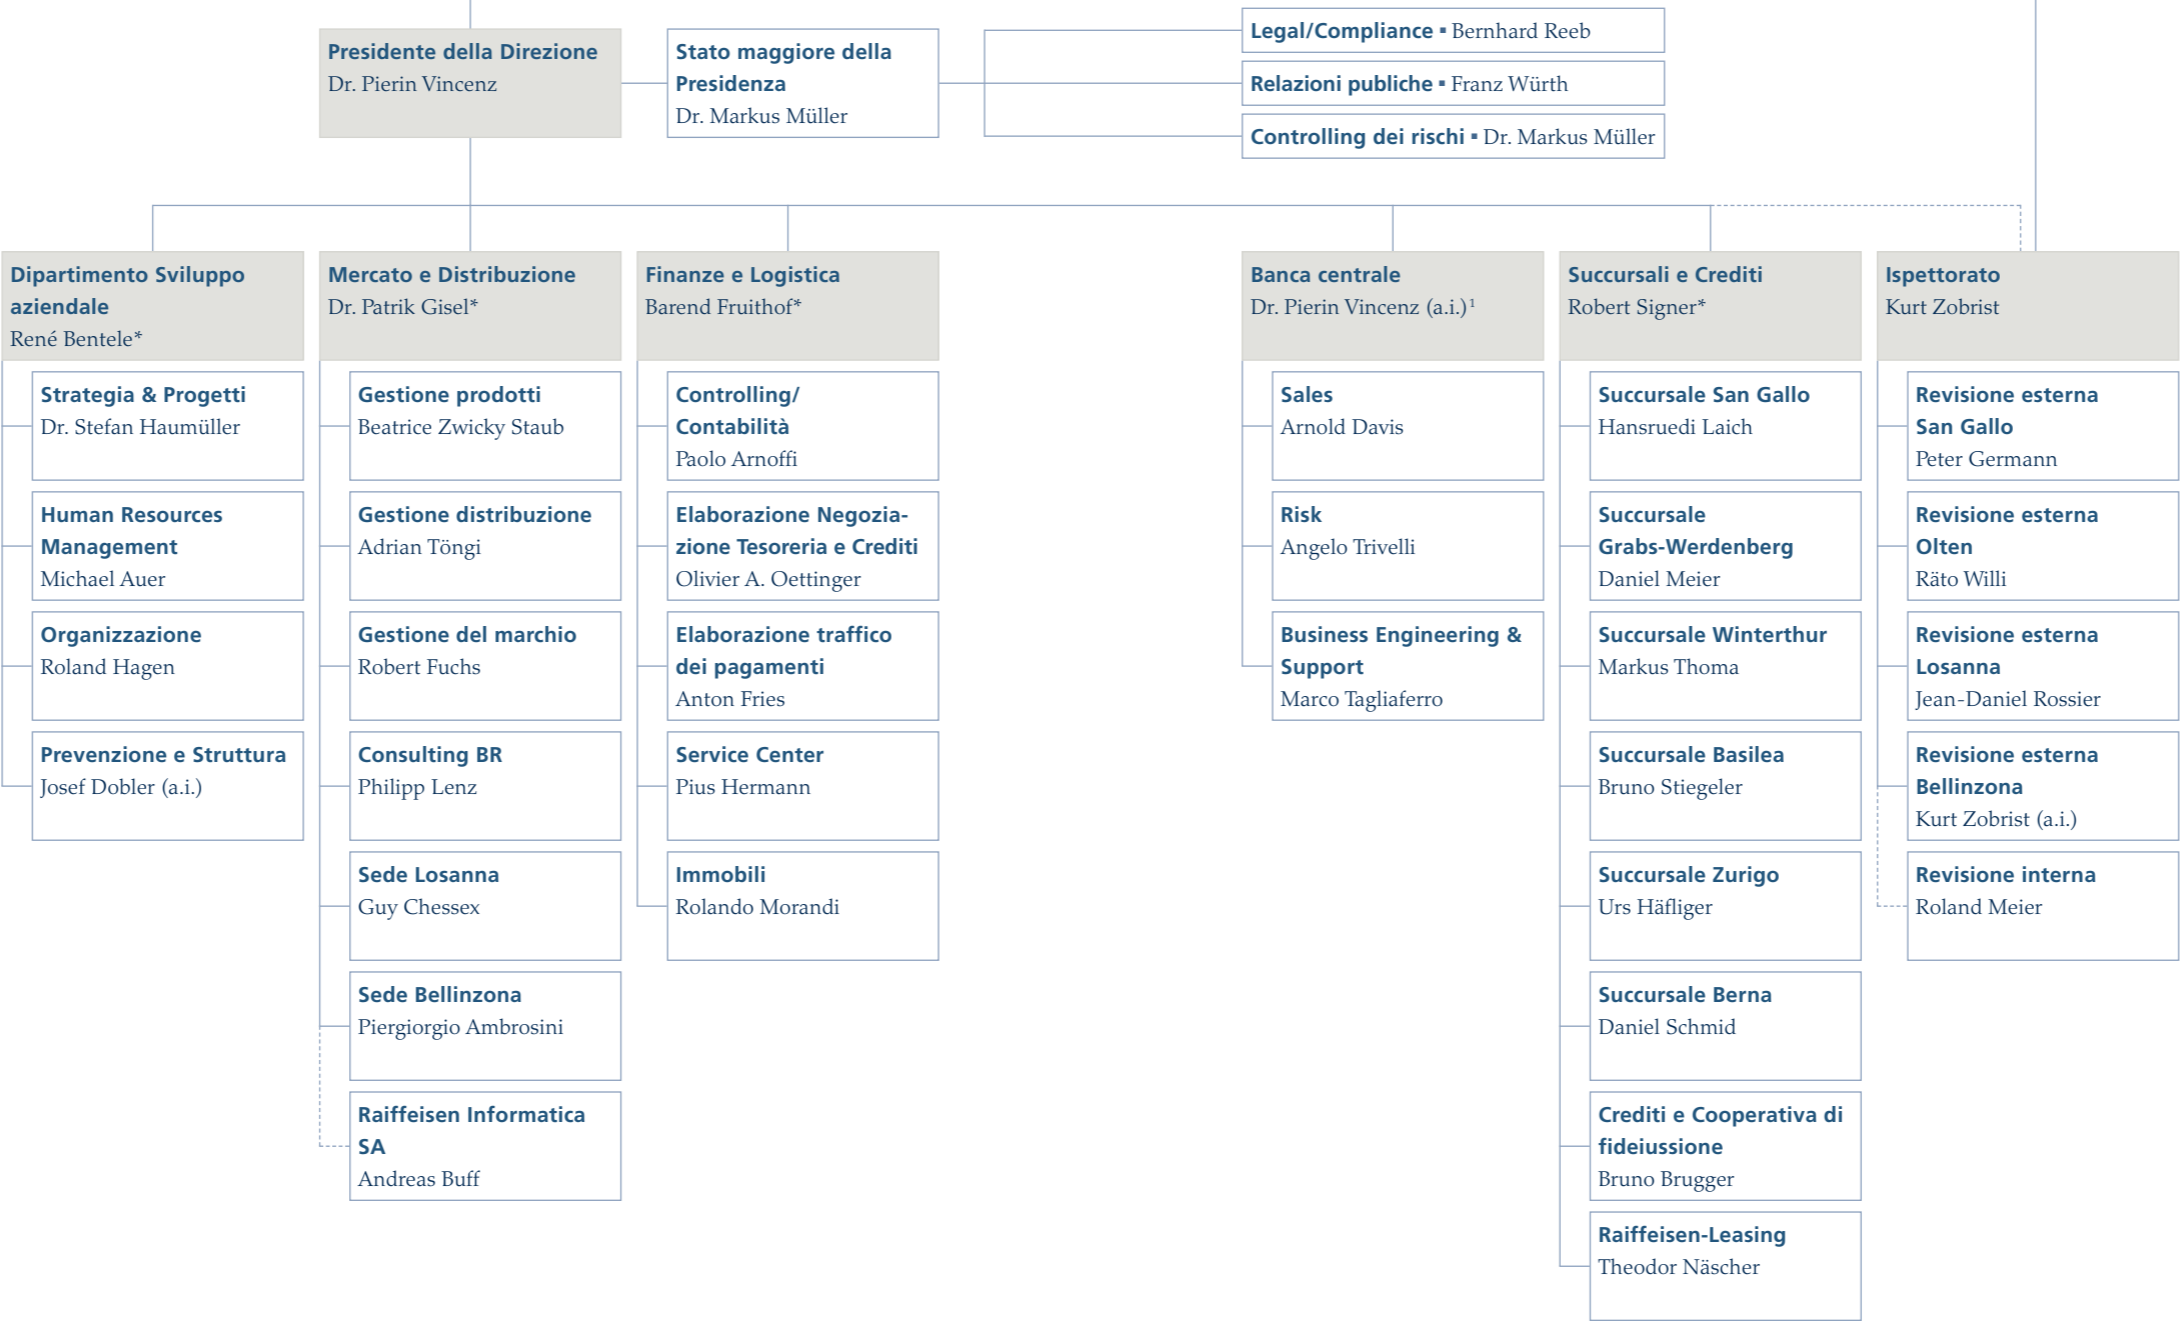 Presidente della Direzione
Dr. Pierin Vincenz
Stato maggiore della
Presidenza
Dr. Markus Müller
Legal/Compliance ▪ Bernhard Reeb
Relazioni publiche ▪ Franz Würth
Controlling dei rischi ▪ Dr. Markus Müller
Dipartimento Sviluppo
aziendale
René Bentele*
Strategia & Progetti
Dr. Stefan Haumüller
Human Resources
Management
Michael Auer
Organizzazione
Roland Hagen
Prevenzione e Struttura
Josef Dobler (a.i.)
Mercato e Distribuzione
Dr. Patrik Gisel*
Gestione prodotti
Beatrice Zwicky Staub
Gestione distribuzione
Adrian Töngi
Gestione del marchio
Robert Fuchs
Consulting BR
Philipp Lenz
Sede Losanna
Guy Chessex
Sede Bellinzona
Piergiorgio Ambrosini
Raiffeisen Informatica
SA
Andreas Buff
Finanze e Logistica
Barend Fruithof*
Controlling/
Contabilità
Paolo Arnoffi
Elaborazione Negozia-
zione Tesoreria e Crediti
Olivier A. Oettinger
Elaborazione traffico
dei pagamenti
Anton Fries
Service Center
Pius Hermann
Immobili
Rolando Morandi
Banca centrale
Dr. Pierin Vincenz (a.i.)¹
Sales
Arnold Davis
Risk
Angelo Trivelli
Business Engineering &
Support
Marco Tagliaferro
Succursali e Crediti
Robert Signer*
Succursale San Gallo
Hansruedi Laich
Succursale
Grabs-Werdenberg
Daniel Meier
Succursale Winterthur
Markus Thoma
Succursale Basilea
Bruno Stiegeler
Succursale Zurigo
Urs Häfliger
Succursale Berna
Daniel Schmid
Crediti e Cooperativa di
fideiussione
Bruno Brugger
Raiffeisen-Leasing
Theodor Näscher
Ispettorato
Kurt Zobrist
Revisione esterna
San Gallo
Peter Germann
Revisione esterna
Olten
Räto Willi
Revisione esterna
Losanna
Jean-Daniel Rossier
Revisione esterna
Bellinzona
Kurt Zobrist (a.i.)
Revisione interna
Roland Meier